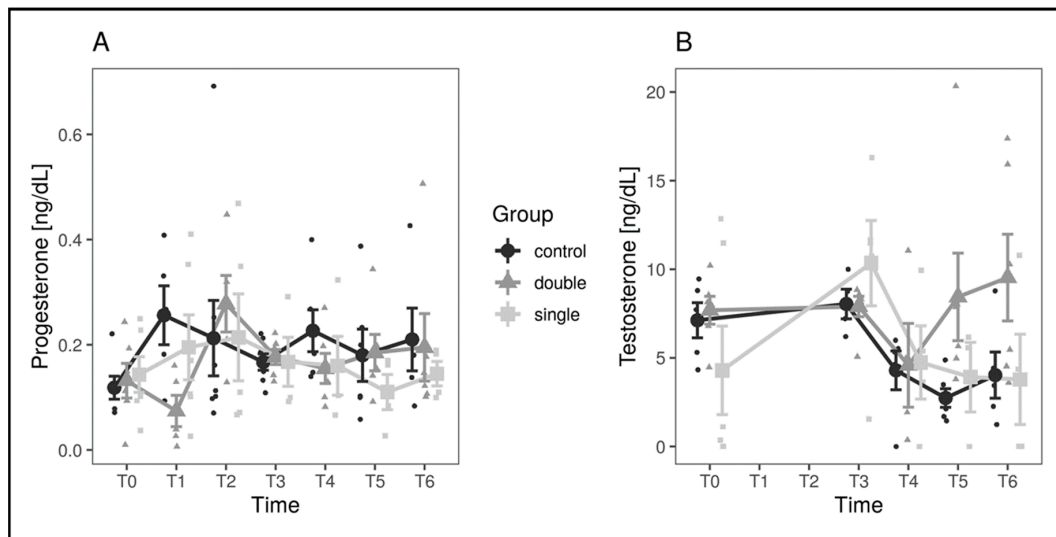 A
Progesterone [ng/dL]
0.6
0.4
0.2
0.0
T0 T1 T2 T3 T4 T5 T6
Time
Group
control
double
single
B
Testosterone [ng/dL]
20
15
10
5
0
T0 T1 T2 T3 T4 T5 T6
Time